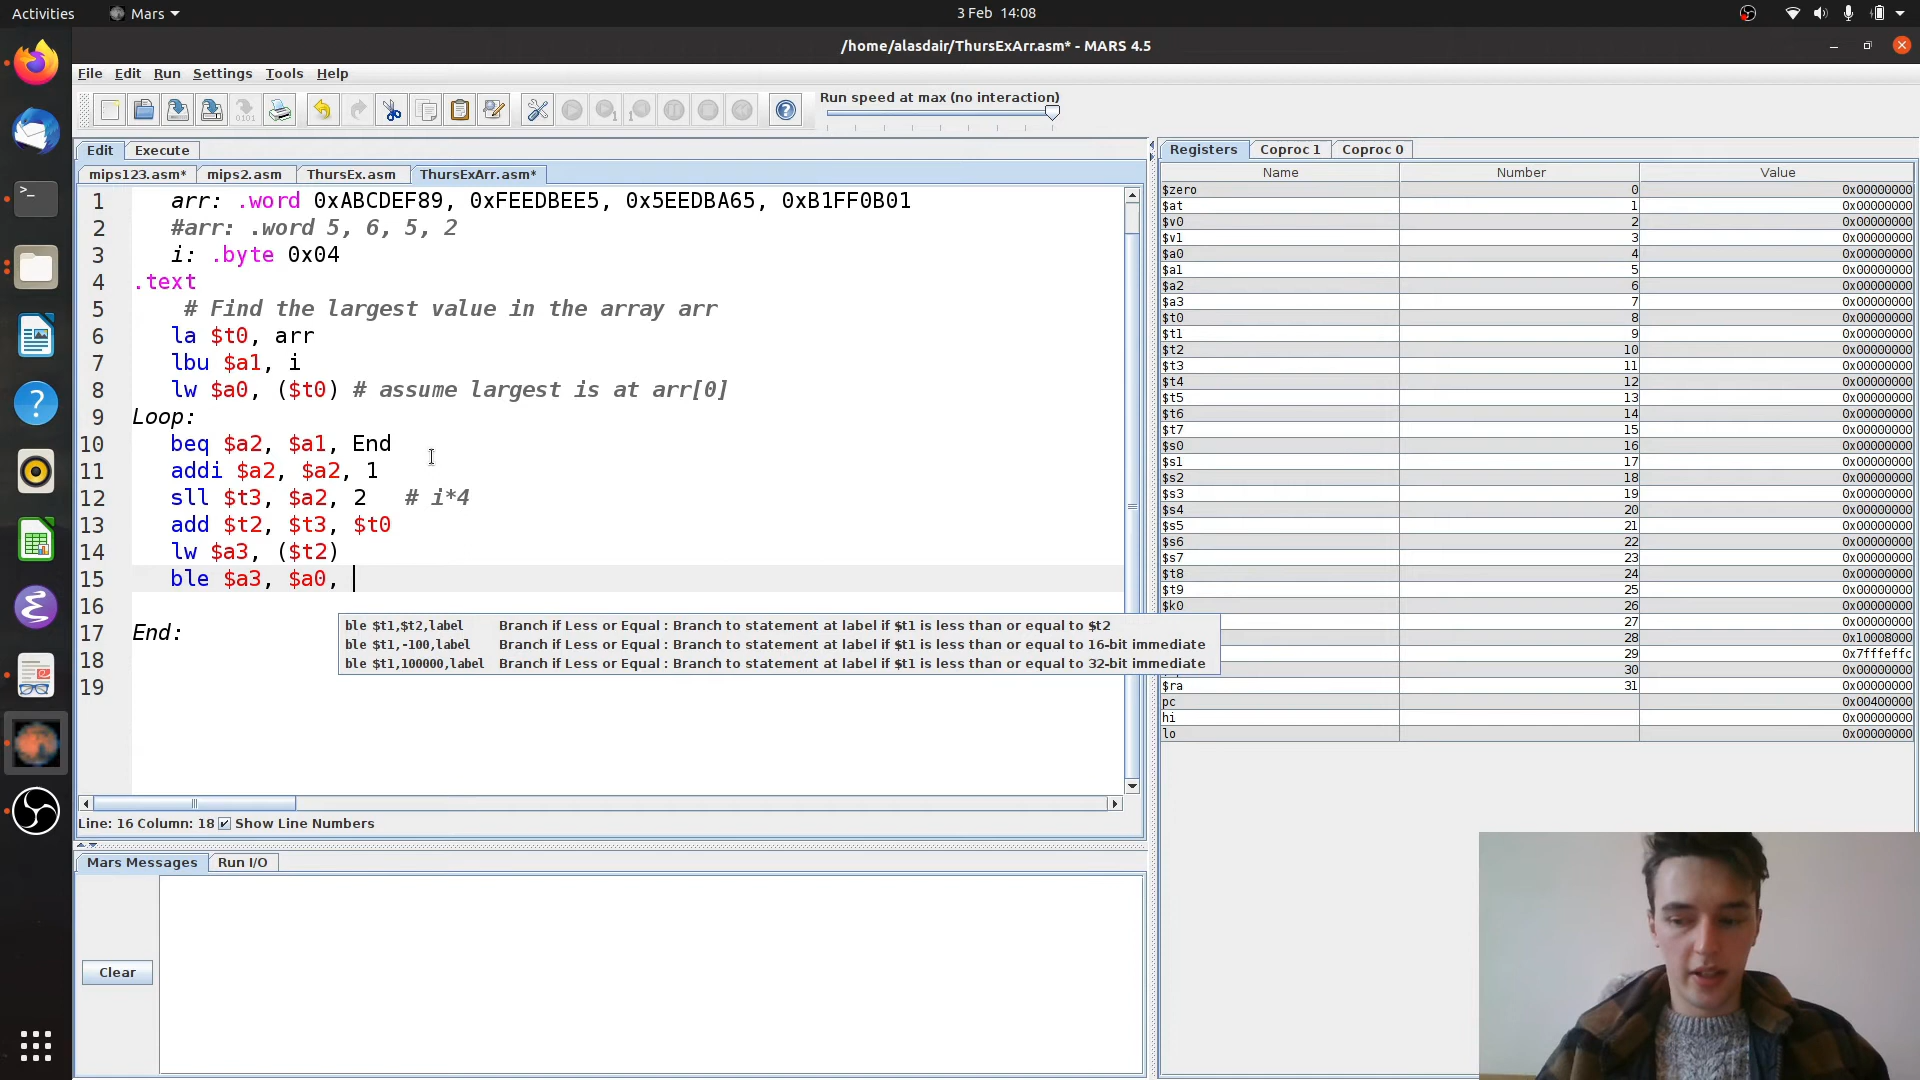 Activities Mars 3 Feb 14:08
/home/alasdair/ThursExArr.asm* - MARS 4.5
File Edit Run Settings Tools Help
Run speed at max (no interaction)
Edit Execute
mips123.asm* mips2.asm ThursEx.asm ThursExArr.asm*
1 arr: .word 0xABCDEF89, 0xFEEDBEE5, 0x5EEDBA65, 0xB1FF0B01
2 #arr: .word 5, 6, 5, 2
3 i: .byte 0x04
4 .text
5 # Find the largest value in the array arr
6 la $t0, arr
7 lbu $a1, i
8 lw $a0, ($t0) # assume largest is at arr[0]
9 Loop:
10 beq $a2, $a1, End
11 addi $a2, $a2, 1
12 sll $t3, $a2, 2 # i*4
13 add $t2, $t3, $t0
14 lw $a3, ($t2)
15 ble $a3, $a0,
16
17 End:
18
19
ble $t1,$t2,label Branch if Less or Equal : Branch to statement at label if $t1 is less than or equal to $t2
ble $t1,-100,label Branch if Less or Equal : Branch to statement at label if $t1 is less than or equal to 16-bit immediate
ble $t1,100000,label Branch if Less or Equal : Branch to statement at label if $t1 is less than or equal to 32-bit immediate
Line: 16 Column: 18 Show Line Numbers
Mars Messages Run I/O
Clear
Registers Coproc 1 Coproc 0
Name Number Value
$zero 0 0x00000000
$at 1 0x00000000
$v0 2 0x00000000
$v1 3 0x00000000
$a0 4 0x00000000
$a1 5 0x00000000
$a2 6 0x00000000
$a3 7 0x00000000
$t0 8 0x00000000
$t1 9 0x00000000
$t2 10 0x00000000
$t3 11 0x00000000
$t4 12 0x00000000
$t5 13 0x00000000
$t6 14 0x00000000
$t7 15 0x00000000
$s0 16 0x00000000
$s1 17 0x00000000
$s2 18 0x00000000
$s3 19 0x00000000
$s4 20 0x00000000
$s5 21 0x00000000
$s6 22 0x00000000
$s7 23 0x00000000
$t8 24 0x00000000
$t9 25 0x00000000
$k0 26 0x00000000
27 0x00000000
28 0x10008000
29 0x7fffeffc
30 0x00000000
$ra 31 0x00000000
pc 0x00400000
hi 0x00000000
lo 0x00000000